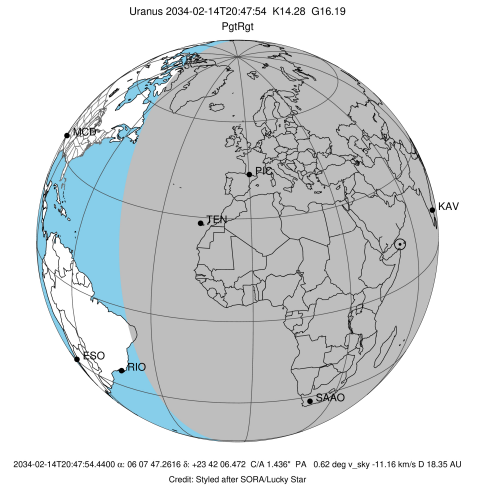 Uranus 2034-02-14T20:47:54  K14.28  G16.19
PgtRgt
MCD
PIC
KAV
TEN
ESO
RIO
SAAO
2034-02-14T20:47:54.4400 α: 06 07 47.2616 δ: +23 42 06.472  C/A 1.436"  PA  0.62 deg v_sky -11.16 km/s D 18.35 AU
Credit: Styled after SORA/Lucky Star